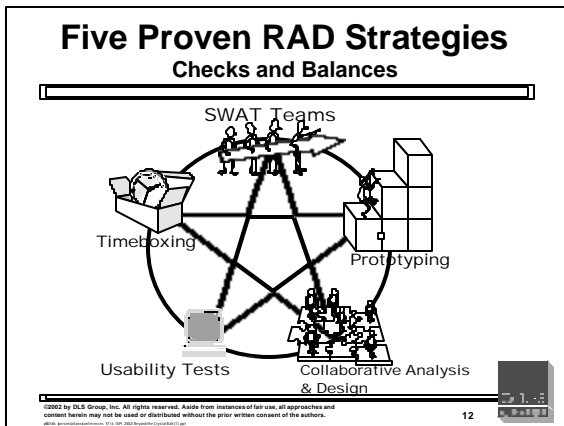 Five Proven RAD Strategies
Checks and Balances
SWAT Teams
Timeboxing
Prototyping
Usability Tests
Collaborative Analysis
& Design
©2002 by DLS Group, Inc. All rights reserved. Aside from instances of fair use, all approaches and
content herein may not be used or distributed without the prior written consent of the authors.
12